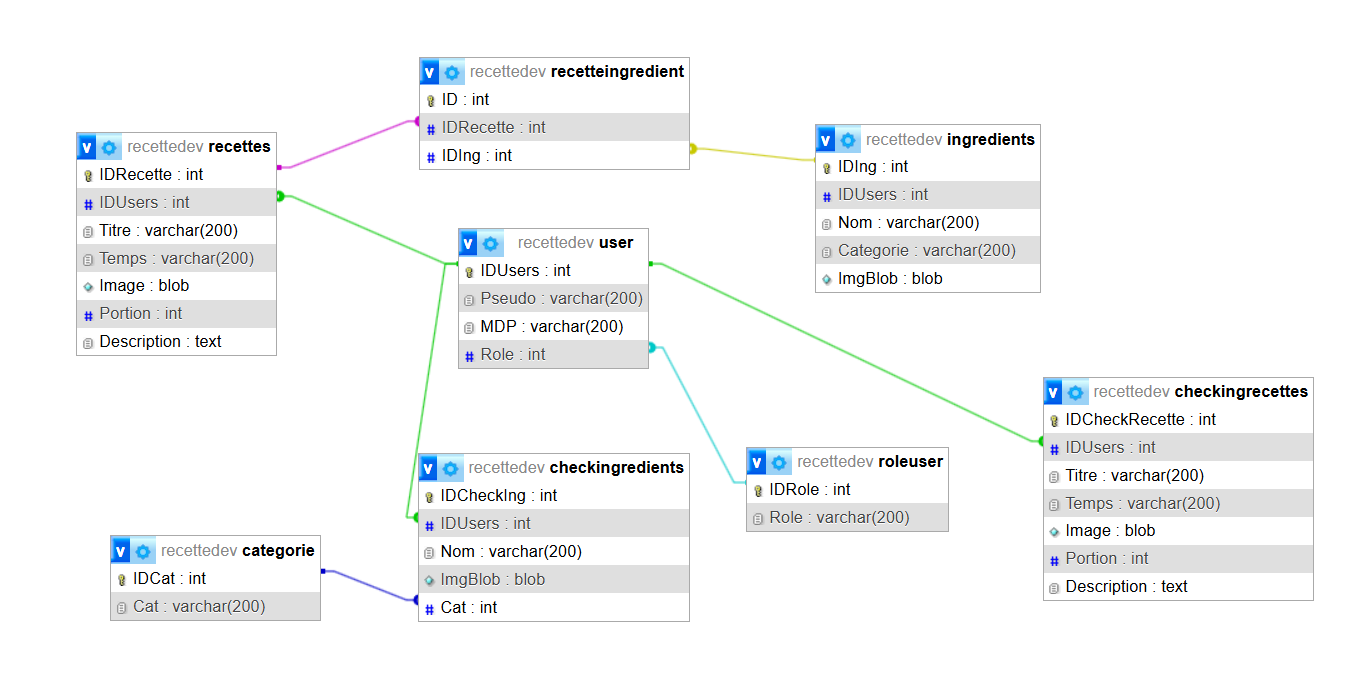 recettedev recetteingredient
ID : int
IDRecette : int
IDIng : int
recettedev recettes
IDRecette : int
IDUsers : int
Titre : varchar(200)
Temps : varchar(200)
Image : blob
Portion : int
Description : text
recettedev ingredients
IDIng : int
IDUsers : int
Nom : varchar(200)
Categorie : varchar(200)
ImgBlob : blob
recettedev user
IDUsers : int
Pseudo : varchar(200)
MDP : varchar(200)
Role : int
recettedev checkingrecettes
IDCheckRecette : int
IDUsers : int
Titre : varchar(200)
Temps : varchar(200)
Image : blob
Portion : int
Description : text
recettedev checkingredients
IDCheckIng : int
IDUsers : int
Nom : varchar(200)
ImgBlob : blob
Cat : int
recettedev roleuser
IDRole : int
Role : varchar(200)
recettedev categorie
IDCat : int
Cat : varchar(200)